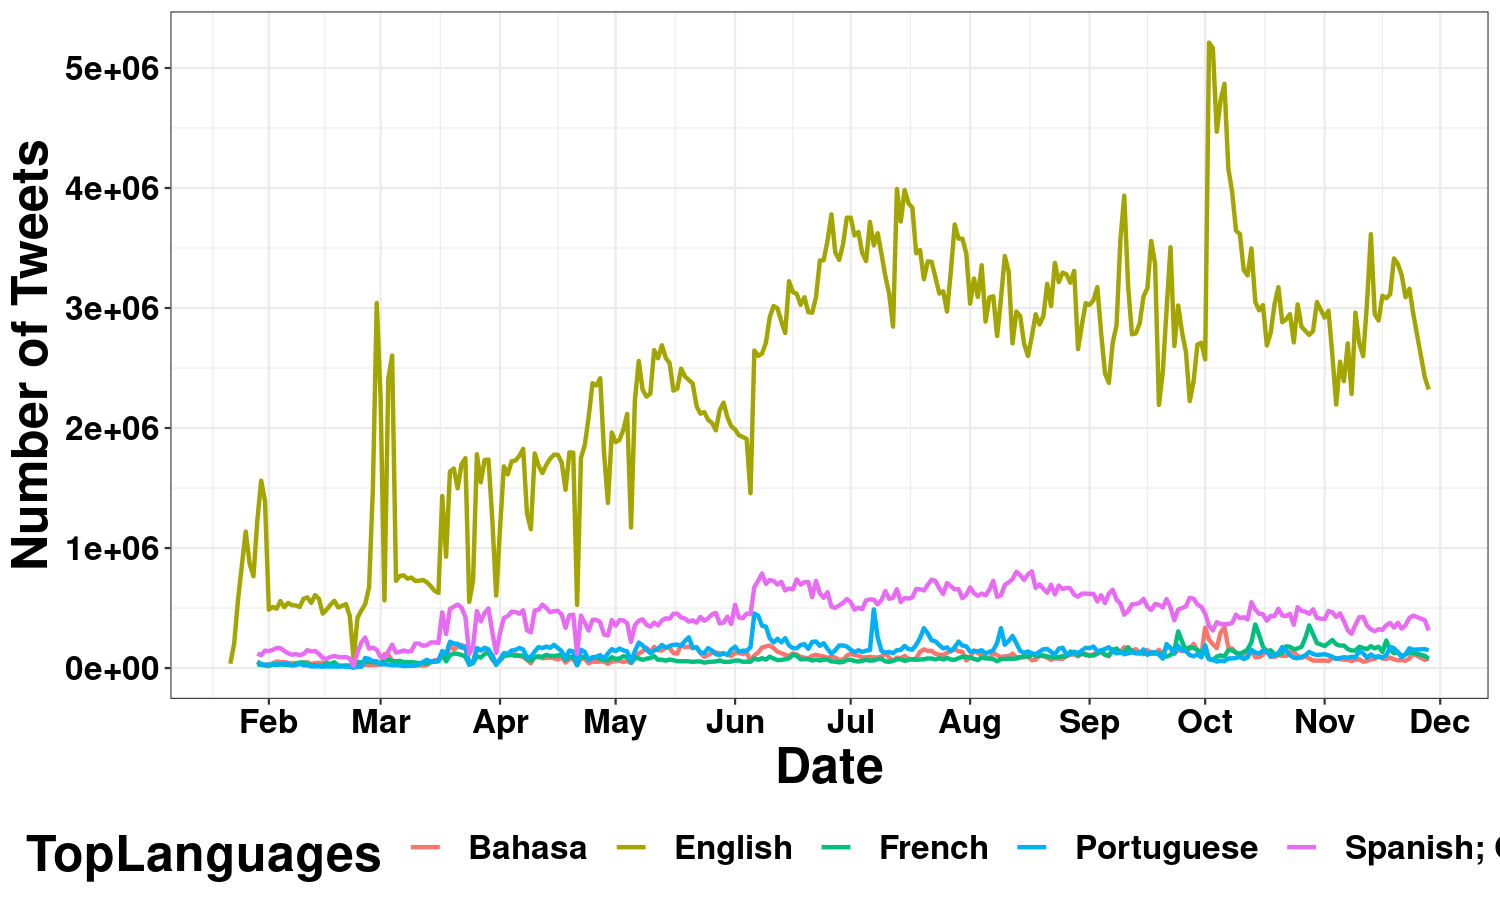 Number of Tweets
5e+06
4e+06
3e+06
2e+06
1e+06
0e+00
Feb Mar Apr May Jun Jul Aug Sep Oct Nov Dec
Date
TopLanguages Bahasa English French Portuguese Spanish;